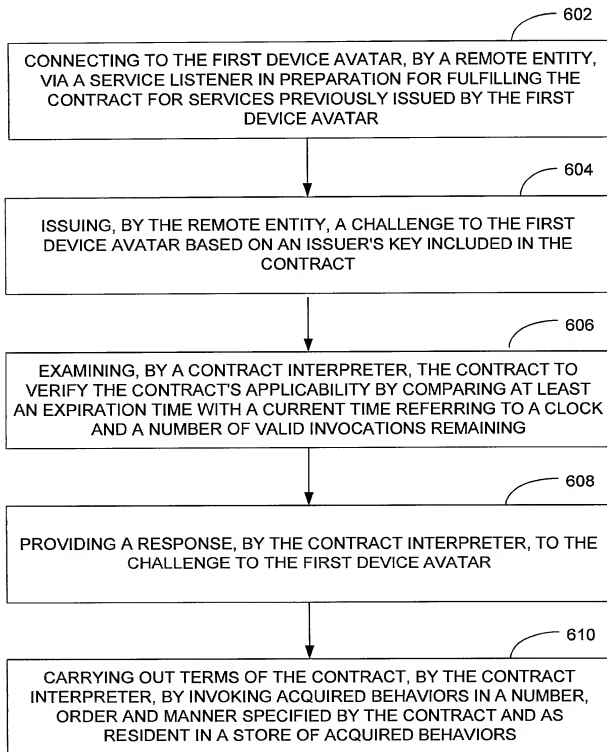 602
CONNECTING TO THE FIRST DEVICE AVATAR, BY A REMOTE ENTITY,
VIA A SERVICE LISTENER IN PREPARATION FOR FULFILLING THE
CONTRACT FOR SERVICES PREVIOUSLY ISSUED BY THE FIRST
DEVICE AVATAR
604
ISSUING, BY THE REMOTE ENTITY, A CHALLENGE TO THE FIRST
DEVICE AVATAR BASED ON AN ISSUER'S KEY INCLUDED IN THE
CONTRACT
606
EXAMINING, BY A CONTRACT INTERPRETER, THE CONTRACT TO
VERIFY THE CONTRACT'S APPLICABILITY BY COMPARING AT LEAST
AN EXPIRATION TIME WITH A CURRENT TIME REFERRING TO A CLOCK
AND A NUMBER OF VALID INVOCATIONS REMAINING
608
PROVIDING A RESPONSE, BY THE CONTRACT INTERPRETER, TO THE
CHALLENGE TO THE FIRST DEVICE AVATAR
610
CARRYING OUT TERMS OF THE CONTRACT, BY THE CONTRACT
INTERPRETER, BY INVOKING ACQUIRED BEHAVIORS IN A NUMBER,
ORDER AND MANNER SPECIFIED BY THE CONTRACT AND AS
RESIDENT IN A STORE OF ACQUIRED BEHAVIORS